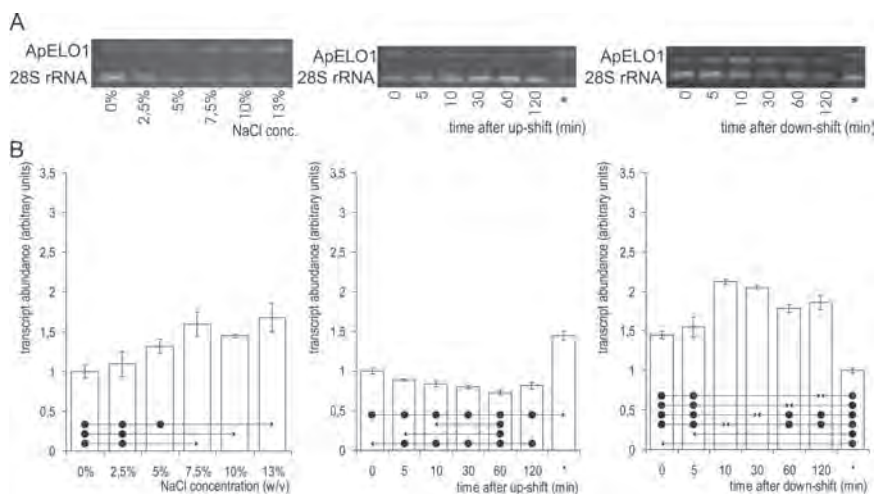 A
ApELO1
28S rRNA
0%
2,5%
5%
7,5%
10%
13%
NaCl conc.
ApELO1
28S rRNA
0
5
10
30
60
120
*
time after up-shift (min)
ApELO1
28S rRNA
0
5
10
30
60
120
*
time after down-shift (min)
B
transcript abundance (arbitrary units)
3,5
3
2,5
2
1,5
1
0,5
0
0% 2,5% 5% 7,5% 10% 13%
NaCl concentration (w/v)
transcript abundance (arbitrary units)
3,5
3
2,5
2
1,5
1
0,5
0
0 5 10 30 60 120 *
time after up-shift (min)
transcript abundance (arbitrary units)
3,5
3
2,5
2
1,5
1
0,5
0
0 5 10 30 60 120 *
time after down-shift (min)